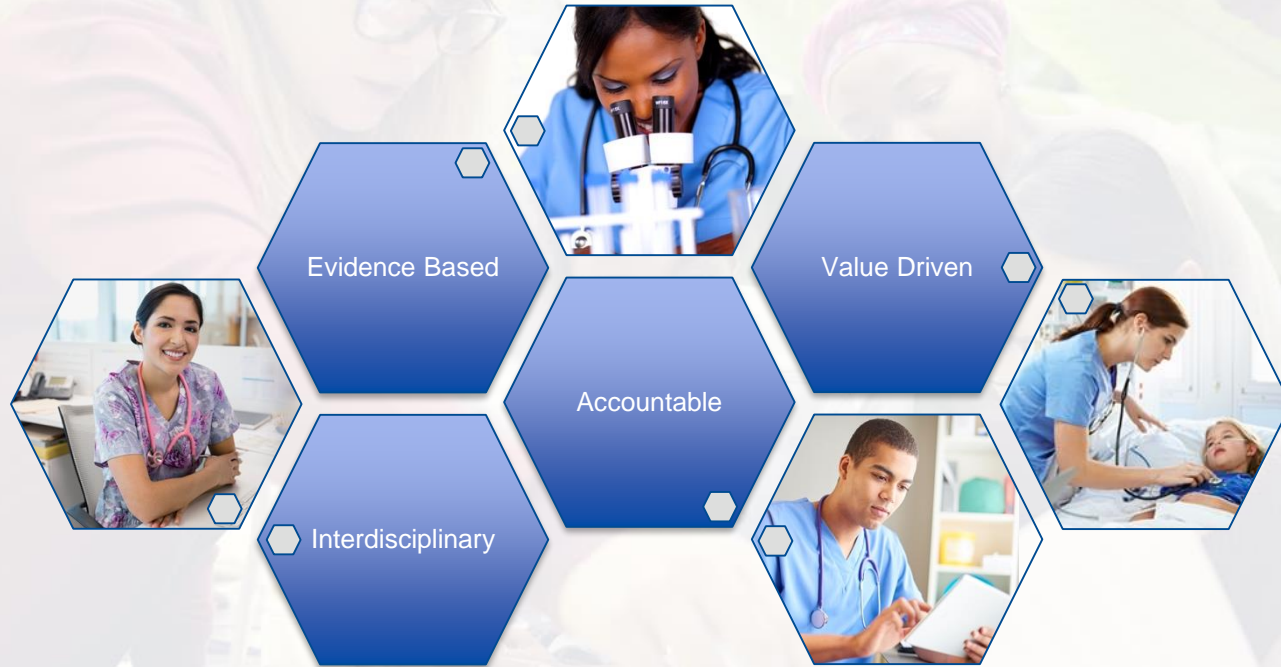 Evidence Based
Value Driven
Accountable
Interdisciplinary